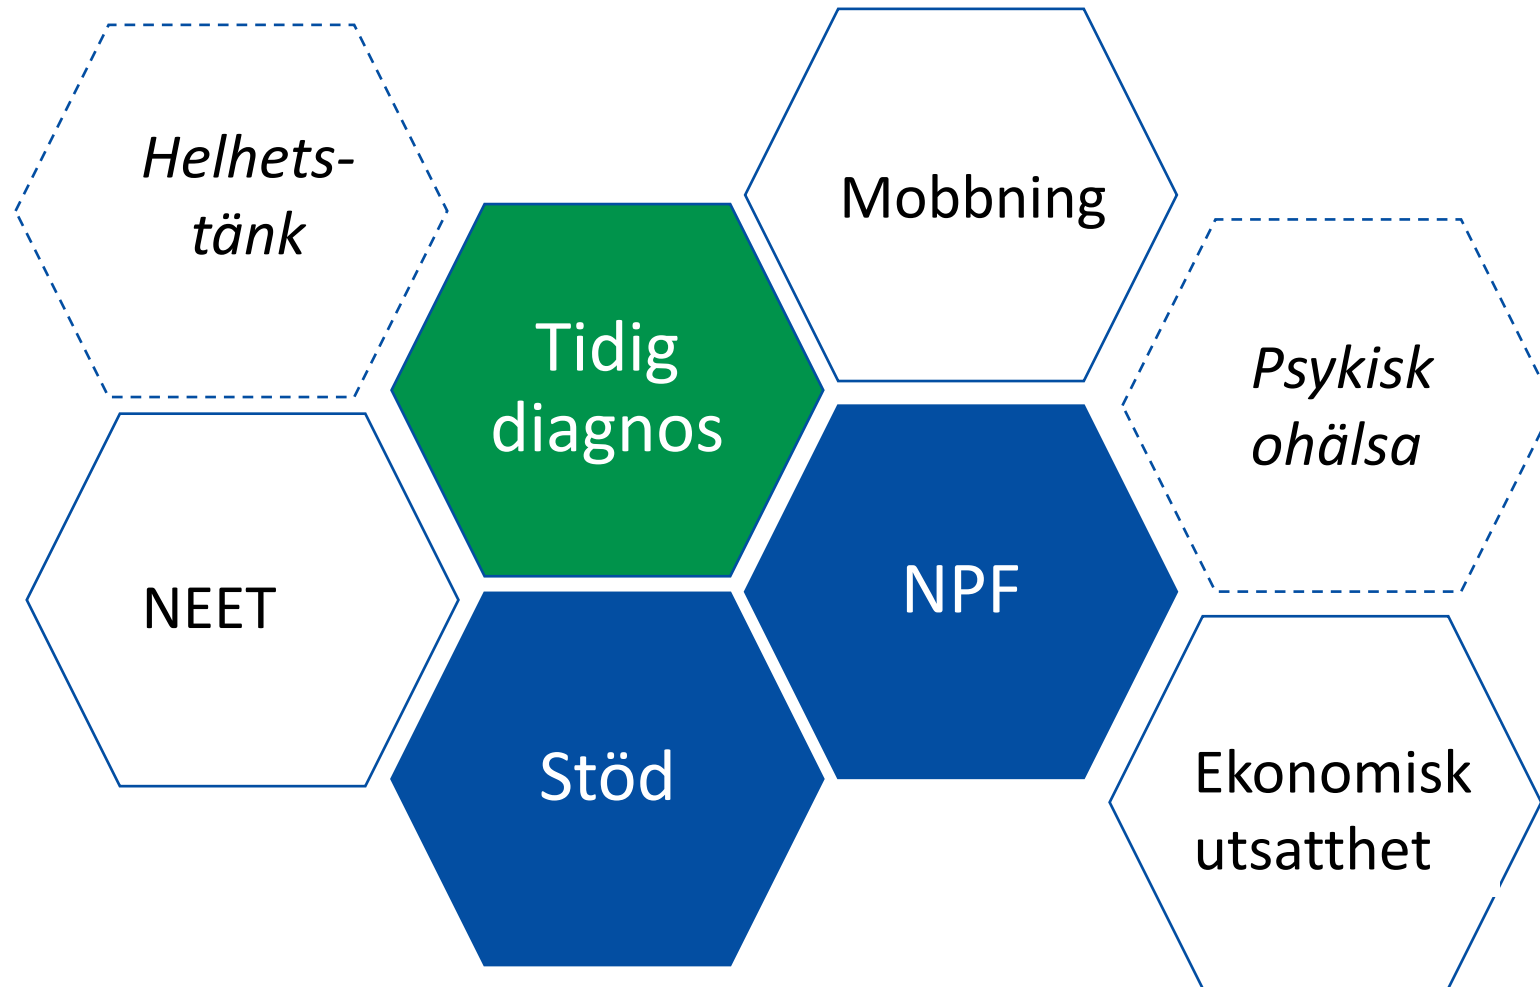 Helhets-
tänk
Mobbning
Tidig
diagnos
Psykisk
ohälsa
NEET
NPF
Stöd
Ekonomisk
utsatthet